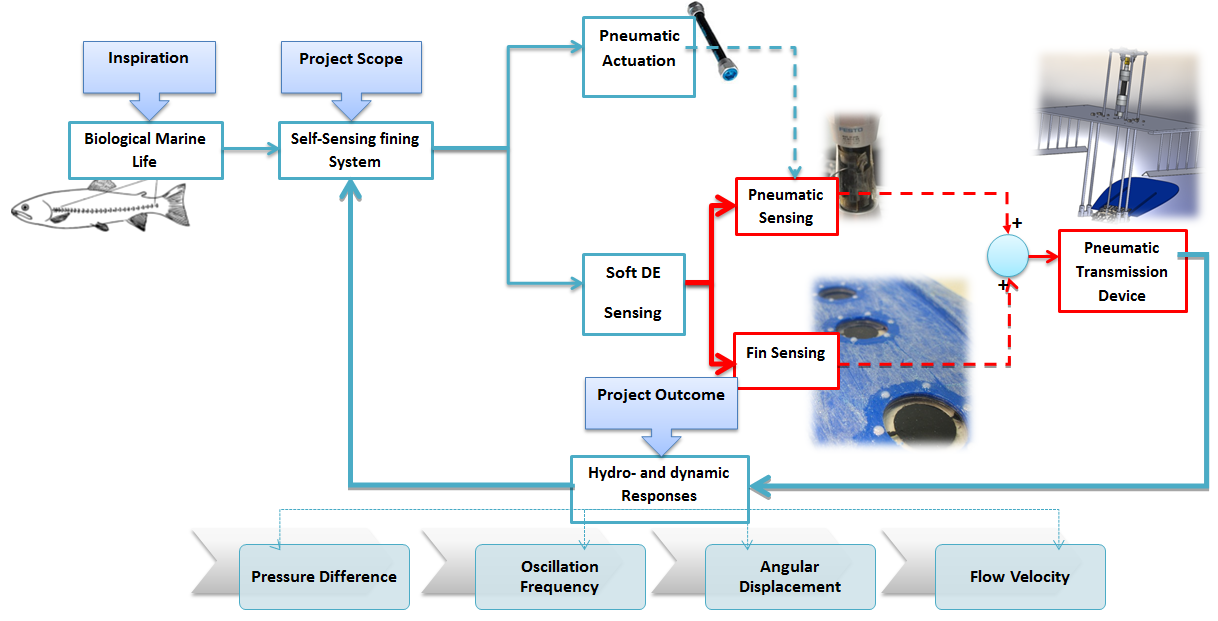 Pneumatic
Actuation
Inspiration
Project Scope
Biological Marine
Life
Self-Sensing fining
System
FESTO
Pneumatic
Sensing
+
+
Pneumatic
Transmission
Device
Soft DE
Sensing
Fin Sensing
Project Outcome
Hydro- and dynamic
Responses
Pressure Difference
Oscillation
Frequency
Angular
Displacement
Flow Velocity